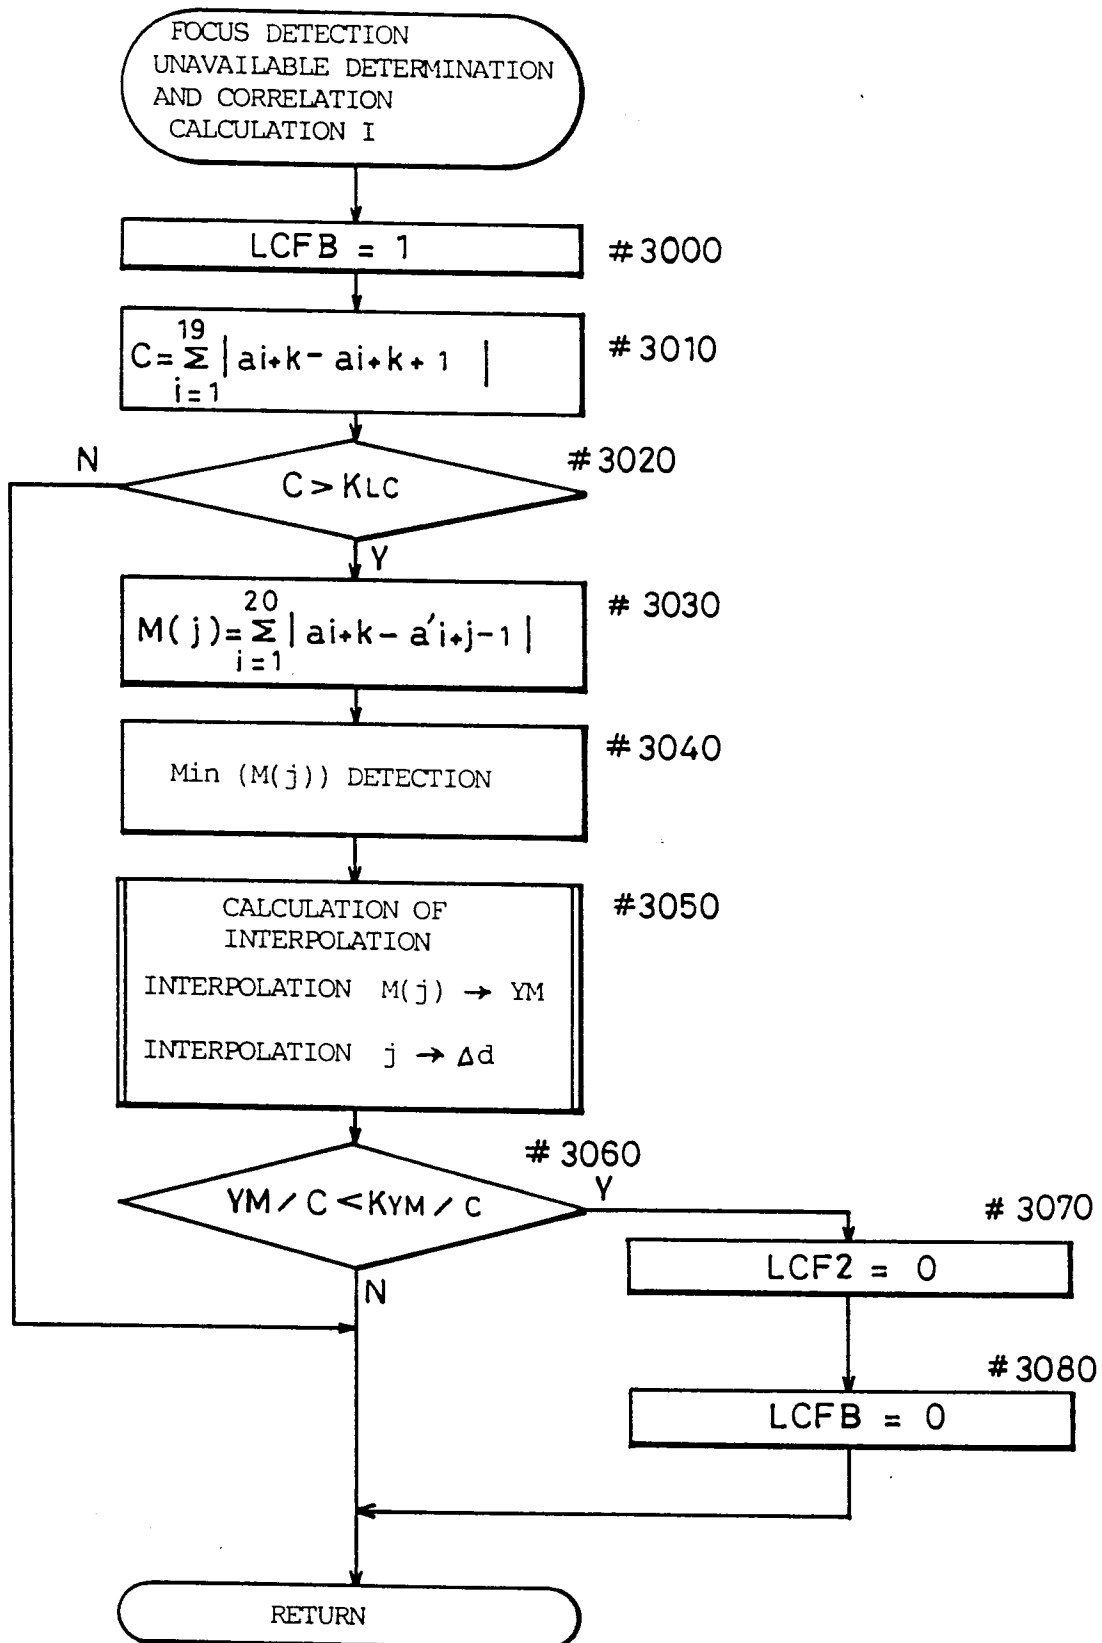 FOCUS DETECTION
UNAVAILABLE DETERMINATION
AND CORRELATION
CALCULATION I
LCFB = 1
#3000
C=Σ|ai+k-ai+k+1 |
19
i=1
#3010
#3020
N
C>KLC
Y
M(j)=Σ|ai+k-a'i+j-1|
20
i=1
#3030
Min (M(j)) DETECTION
#3040
CALCULATION OF
INTERPOLATION
INTERPOLATION M(j) → YM
INTERPOLATION j → Δd
#3050
#3060
YM/C<KYM/C
Y
N
#3070
LCF2 = 0
#3080
LCFB = 0
RETURN